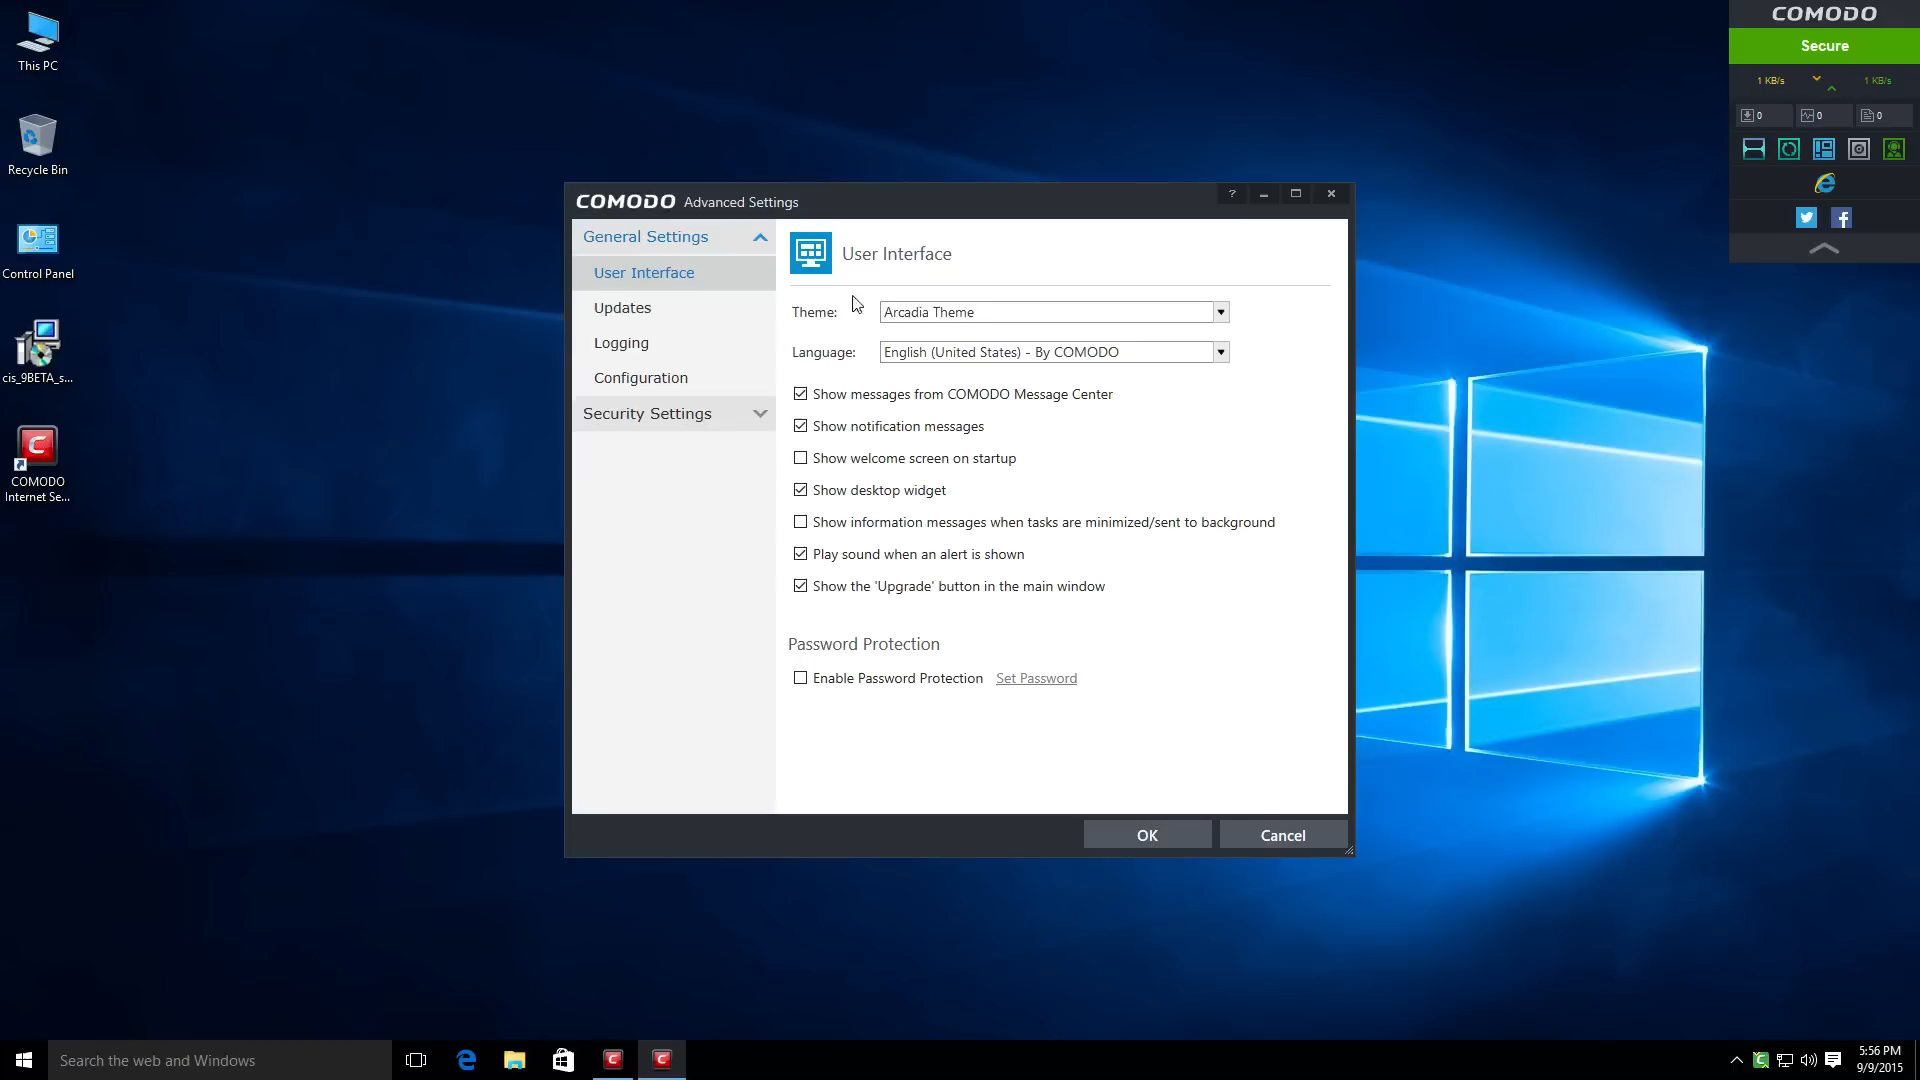 This PC
Recycle Bin
Control Panel
cis_9BETA_s...
COMODO
Internet Se...
COMODO
Secure
1 KB/s
1 KB/s
0
0
0
COMODO Advanced Settings
?
General Settings
User Interface
Updates
Logging
Configuration
Security Settings
User Interface
Theme: Arcadia Theme
Language: English (United States) - By COMODO
Show messages from COMODO Message Center
Show notification messages
Show welcome screen on startup
Show desktop widget
Show information messages when tasks are minimized/sent to background
Play sound when an alert is shown
Show the 'Upgrade' button in the main window
Password Protection
Enable Password Protection Set Password
OK
Cancel
Search the web and Windows
5:56 PM
9/9/2015